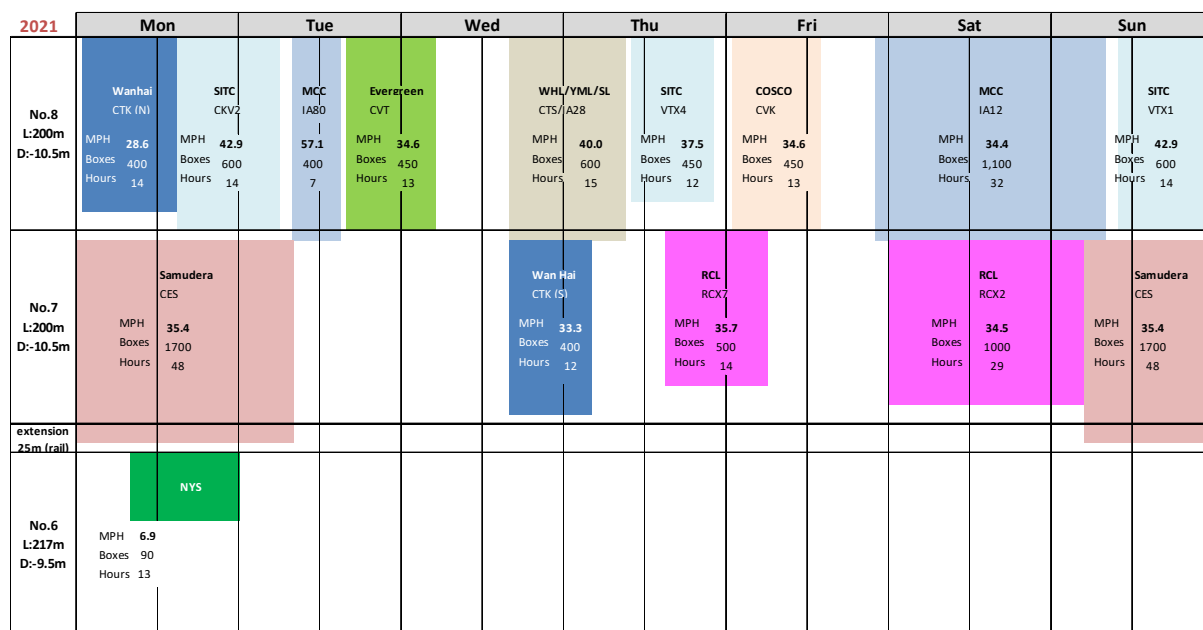 2021 Mon Tue Wed Thu Fri Sat Sun
No.8
L:200m
D:-10.5m
Wanhai
CTK (N)
MPH 28.6
Boxes 400
Hours 14
SITC
CKV2
MPH 42.9
Boxes 600
Hours 14
MCC
IA80
57.1
400
7
Evergreen
CVT
MPH 34.6
Boxes 450
Hours 13
WHL/YML/SL
CTS/IA28
MPH 40.0
Boxes 600
Hours 15
SITC
VTX4
MPH 37.5
Boxes 450
Hours 12
COSCO
CVK
MPH 34.6
Boxes 450
Hours 13
MCC
IA12
MPH 34.4
Boxes 1,100
Hours 32
SITC
VTX1
MPH 42.9
Boxes 600
Hours 14
No.7
L:200m
D:-10.5m
Samudera
CES
MPH 35.4
Boxes 1700
Hours 48
Wan Hai
CTK (S)
MPH 33.3
Boxes 400
Hours 12
RCL
RCX7
MPH 35.7
Boxes 500
Hours 14
RCL
RCX2
MPH 34.5
Boxes 1000
Hours 29
Samudera
CES
MPH 35.4
Boxes 1700
Hours 48
extension
25m (rail)
No.6
L:217m
D:-9.5m
NYS
MPH 6.9
Boxes 90
Hours 13